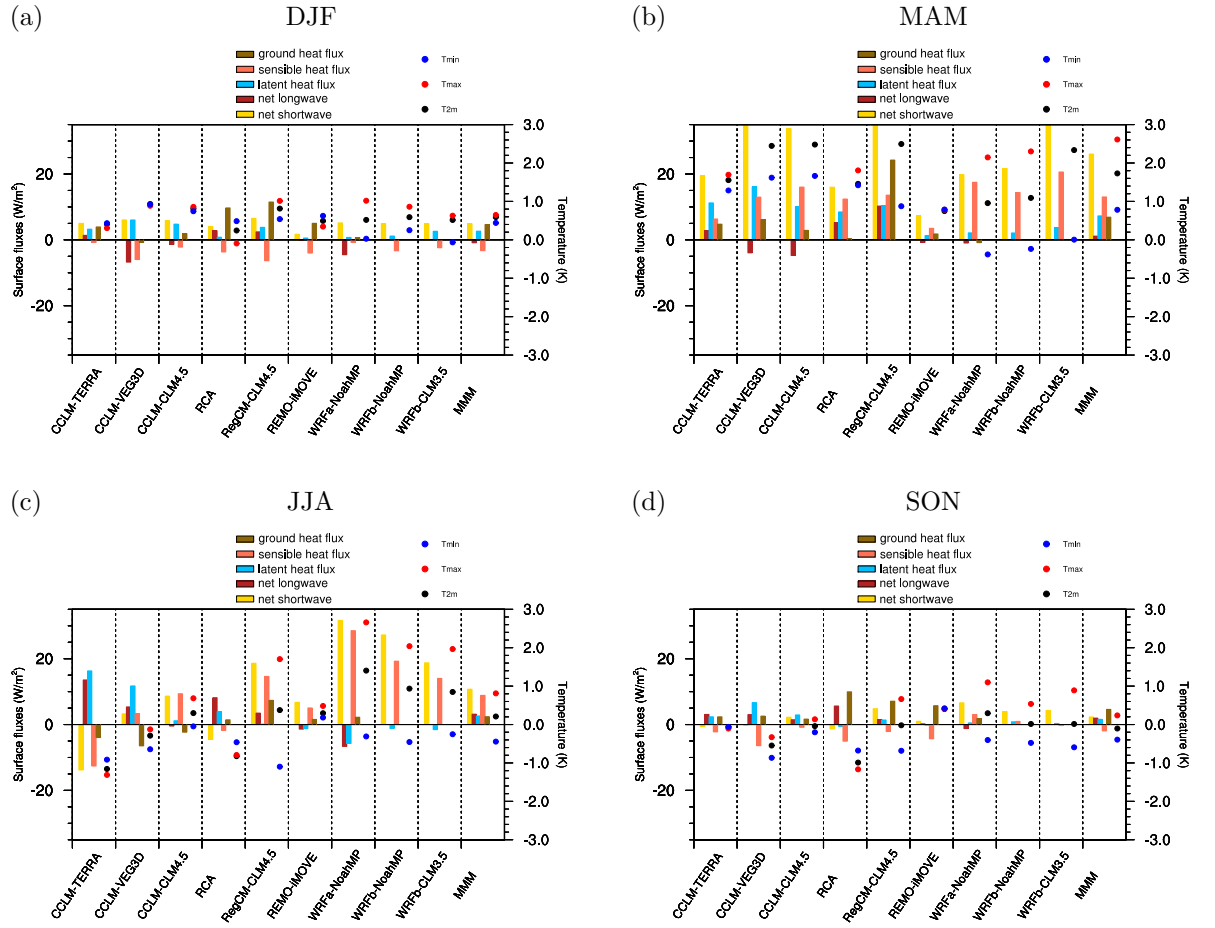 (a) DJF
ground heat flux
sensible heat flux
latent heat flux
net longwave
net shortwave
Tmin
Tmax
T2m
Surface fluxes (W/m²)
20
0
-20
3.0
2.0
1.0
0.0
-1.0
-2.0
-3.0
Temperature (K)
CCLM-TERRA
CCLM-VEG3D
CCLM-CLM4.5
RCA
RegCM-CLM4.5
REMO-iMOVE
WRFa-NoahMP
WRFb-NoahMP
WRFb-CLM3.5
MMM
(b) MAM
ground heat flux
sensible heat flux
latent heat flux
net longwave
net shortwave
Tmin
Tmax
T2m
Surface fluxes (W/m²)
20
0
-20
3.0
2.0
1.0
0.0
-1.0
-2.0
-3.0
Temperature (K)
CCLM-TERRA
CCLM-VEG3D
CCLM-CLM4.5
RCA
RegCM-CLM4.5
REMO-iMOVE
WRFa-NoahMP
WRFb-NoahMP
WRFb-CLM3.5
MMM
(c) JJA
ground heat flux
sensible heat flux
latent heat flux
net longwave
net shortwave
Tmin
Tmax
T2m
Surface fluxes (W/m²)
20
0
-20
3.0
2.0
1.0
0.0
-1.0
-2.0
-3.0
Temperature (K)
CCLM-TERRA
CCLM-VEG3D
CCLM-CLM4.5
RCA
RegCM-CLM4.5
REMO-iMOVE
WRFa-NoahMP
WRFb-NoahMP
WRFb-CLM3.5
MMM
(d) SON
ground heat flux
sensible heat flux
latent heat flux
net longwave
net shortwave
Tmin
Tmax
T2m
Surface fluxes (W/m²)
20
0
-20
3.0
2.0
1.0
0.0
-1.0
-2.0
-3.0
Temperature (K)
CCLM-TERRA
CCLM-VEG3D
CCLM-CLM4.5
RCA
RegCM-CLM4.5
REMO-iMOVE
WRFa-NoahMP
WRFb-NoahMP
WRFb-CLM3.5
MMM